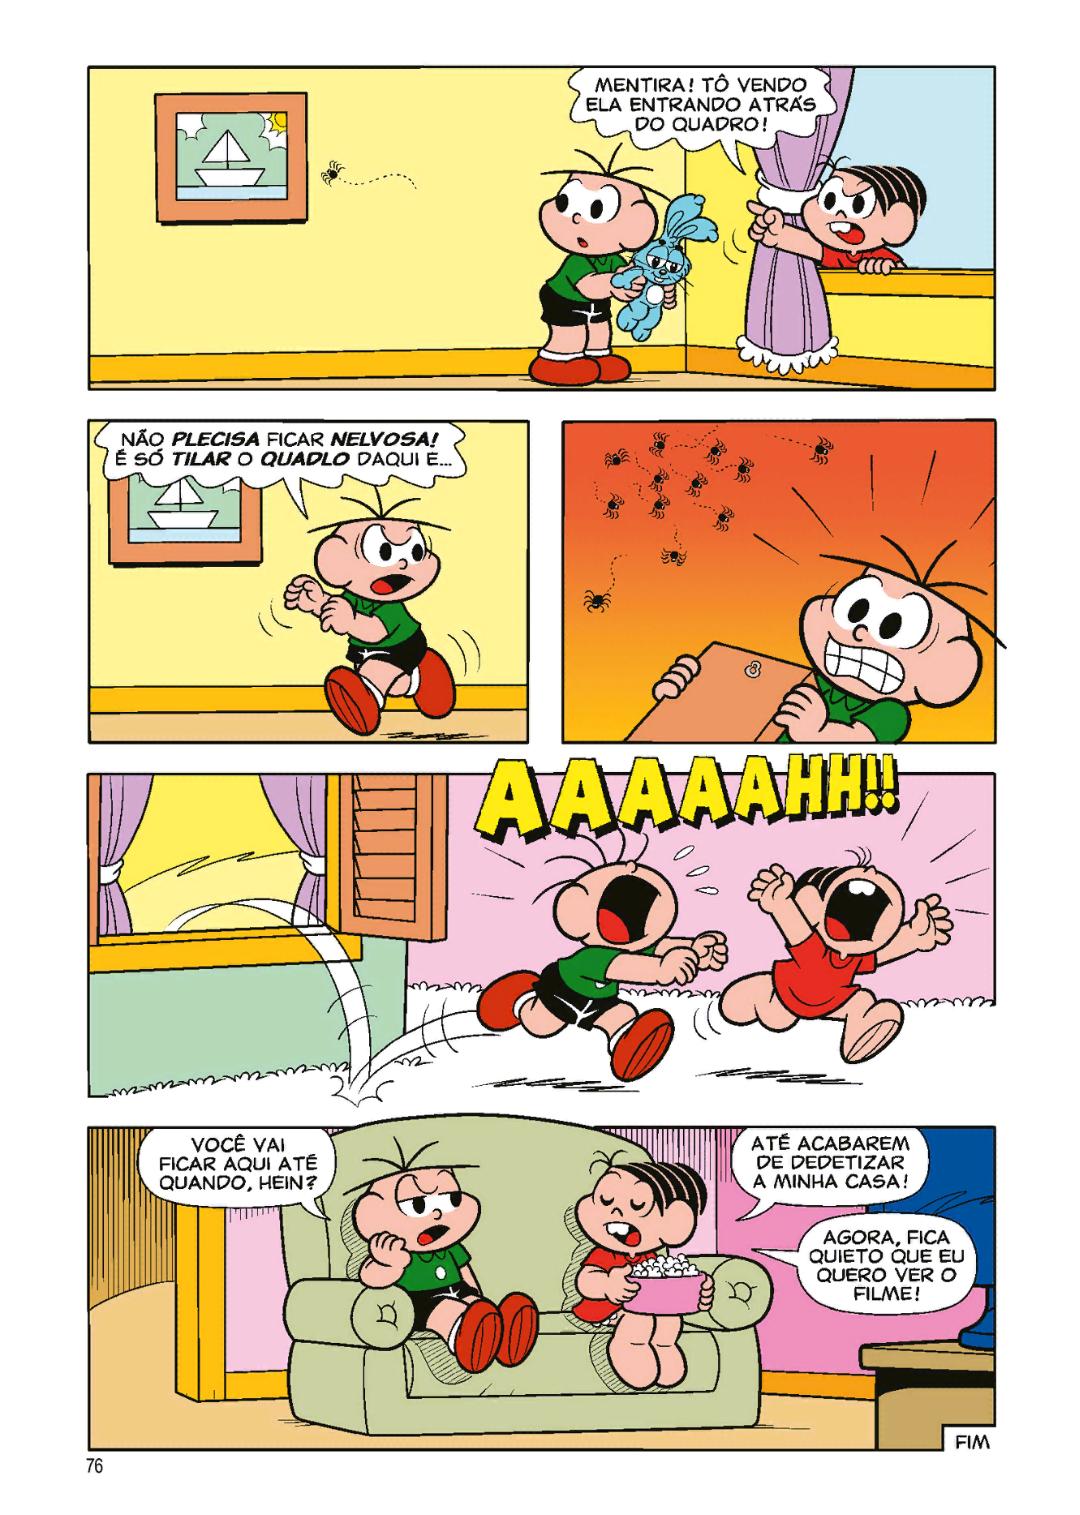 MENTIRA! TÔ VENDO
ELA ENTRANDO ATRÁS
DO QUADRO!
NÃO PLECISA FICAR NELVOSA!
É SÓ TILAR O QUADLO DAQUI E...
AAAAAHH!!
VOCÊ VAI
FICAR AQUI ATÉ
QUANDO, HEIN?
ATÉ ACABAREM
DE DEDETIZAR
A MINHA CASA!
AGORA, FICA
QUIETO QUE EU
QUERO VER O
FILME!
FIM
76